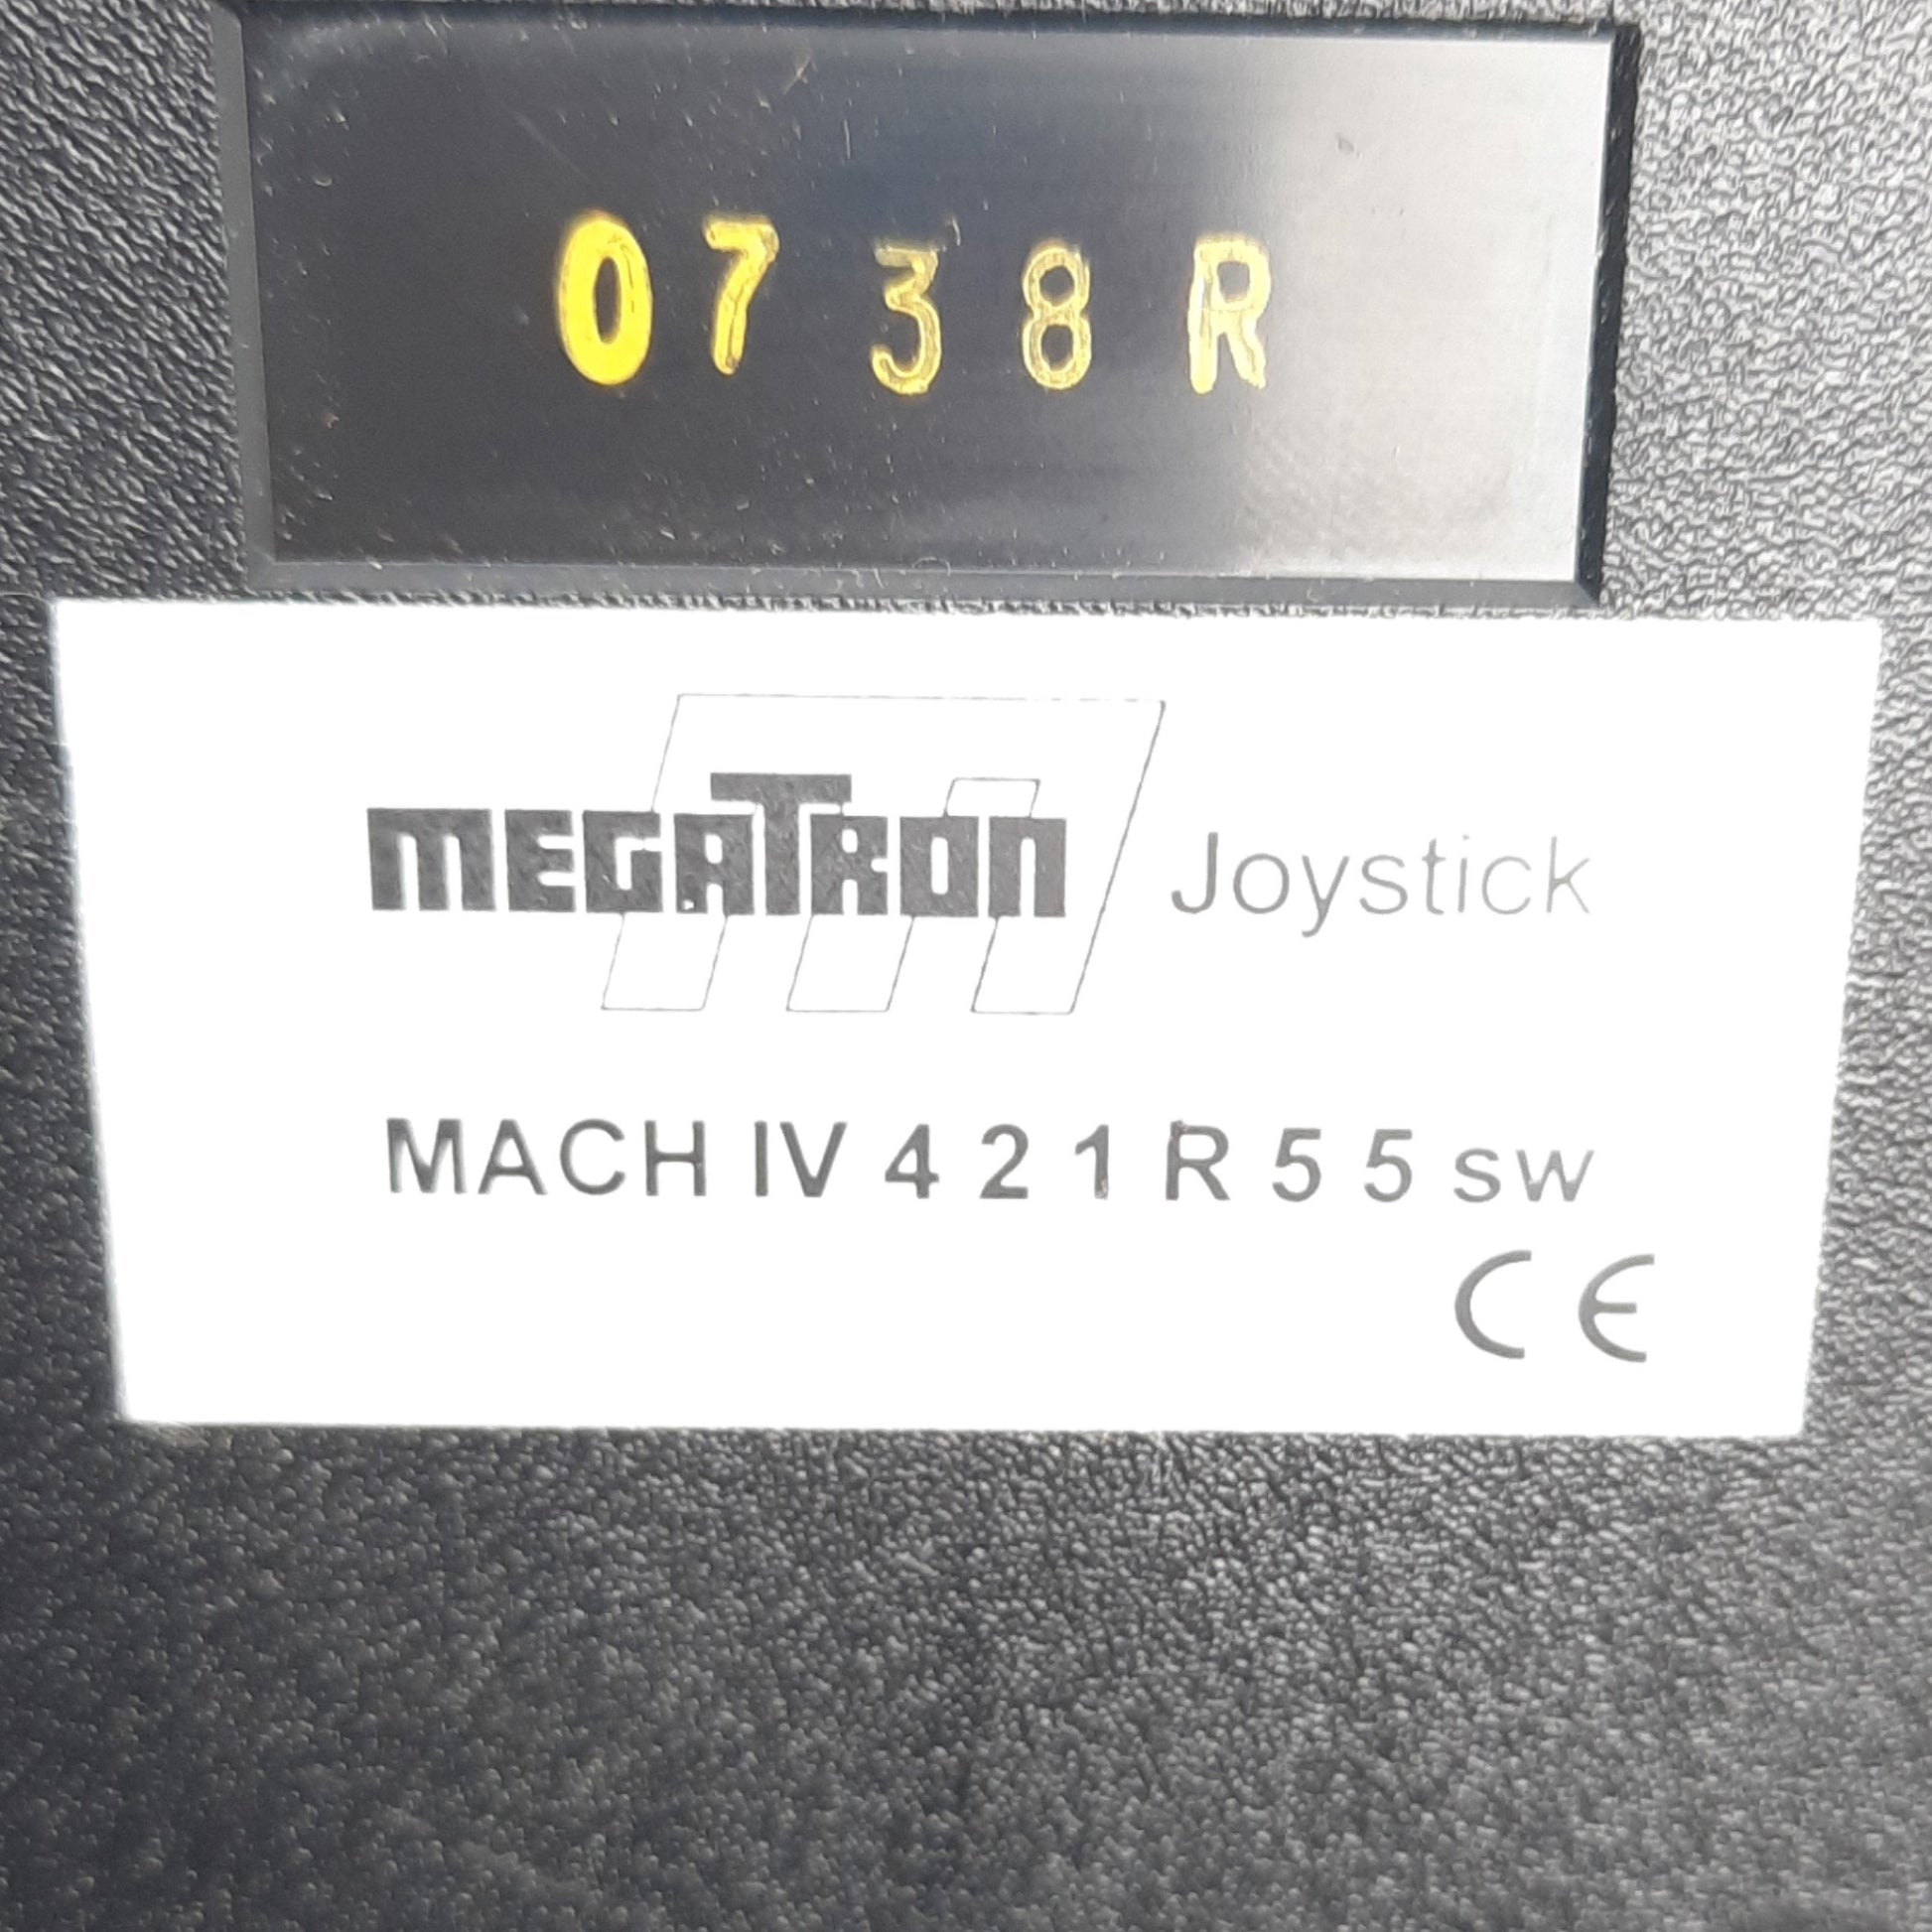 0738R
MEGATRON Joystick
MACH IV 4 2 1 R 5 5 sw
CE